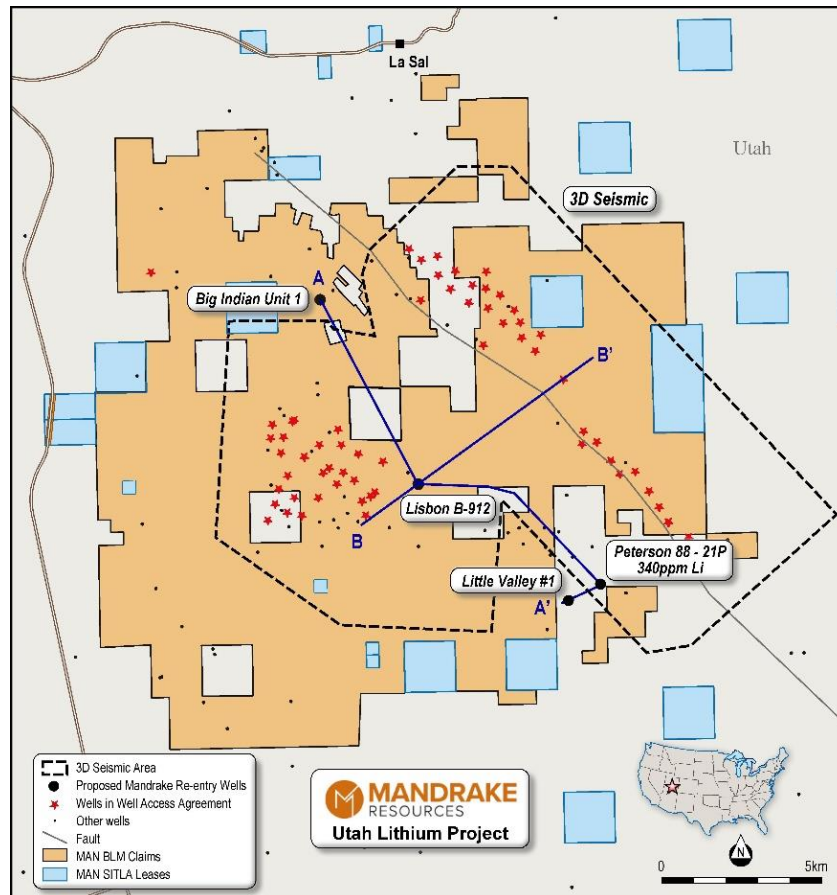 La Sal
Utah
3D Seismic
A
Big Indian Unit 1
B'
Lisbon B-912
B
Peterson 88 - 21P
340ppm Li
Little Valley #1
A'
3D Seismic Area
Proposed Mandrake Re-entry Wells
Wells in Well Access Agreement
Other wells
Fault
MAN BLM Claims
MAN SITLA Leases
M
MANDRAKE
RESOURCES
Utah Lithium Project
N
0 5km